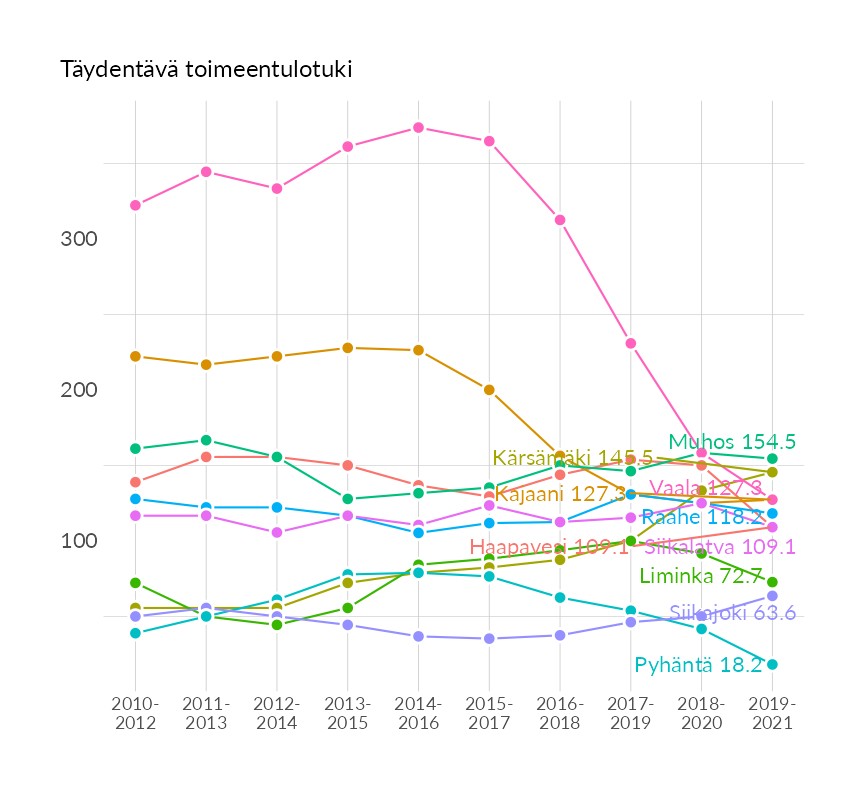 Täydentävä toimeentulotuki
300
200
100
Muhos 154.5
Kärsämäki 145.5
Vaala 127.3
Kajaani 127.3
Raahe 118.2
Haapavesi 109.1
Siikalatva 109.1
Liminka 72.7
Siikajoki 63.6
Pyhäntä 18.2
2010-
2012
2011-
2013
2012-
2014
2013-
2015
2014-
2016
2015-
2017
2016-
2018
2017-
2019
2018-
2020
2019-
2021